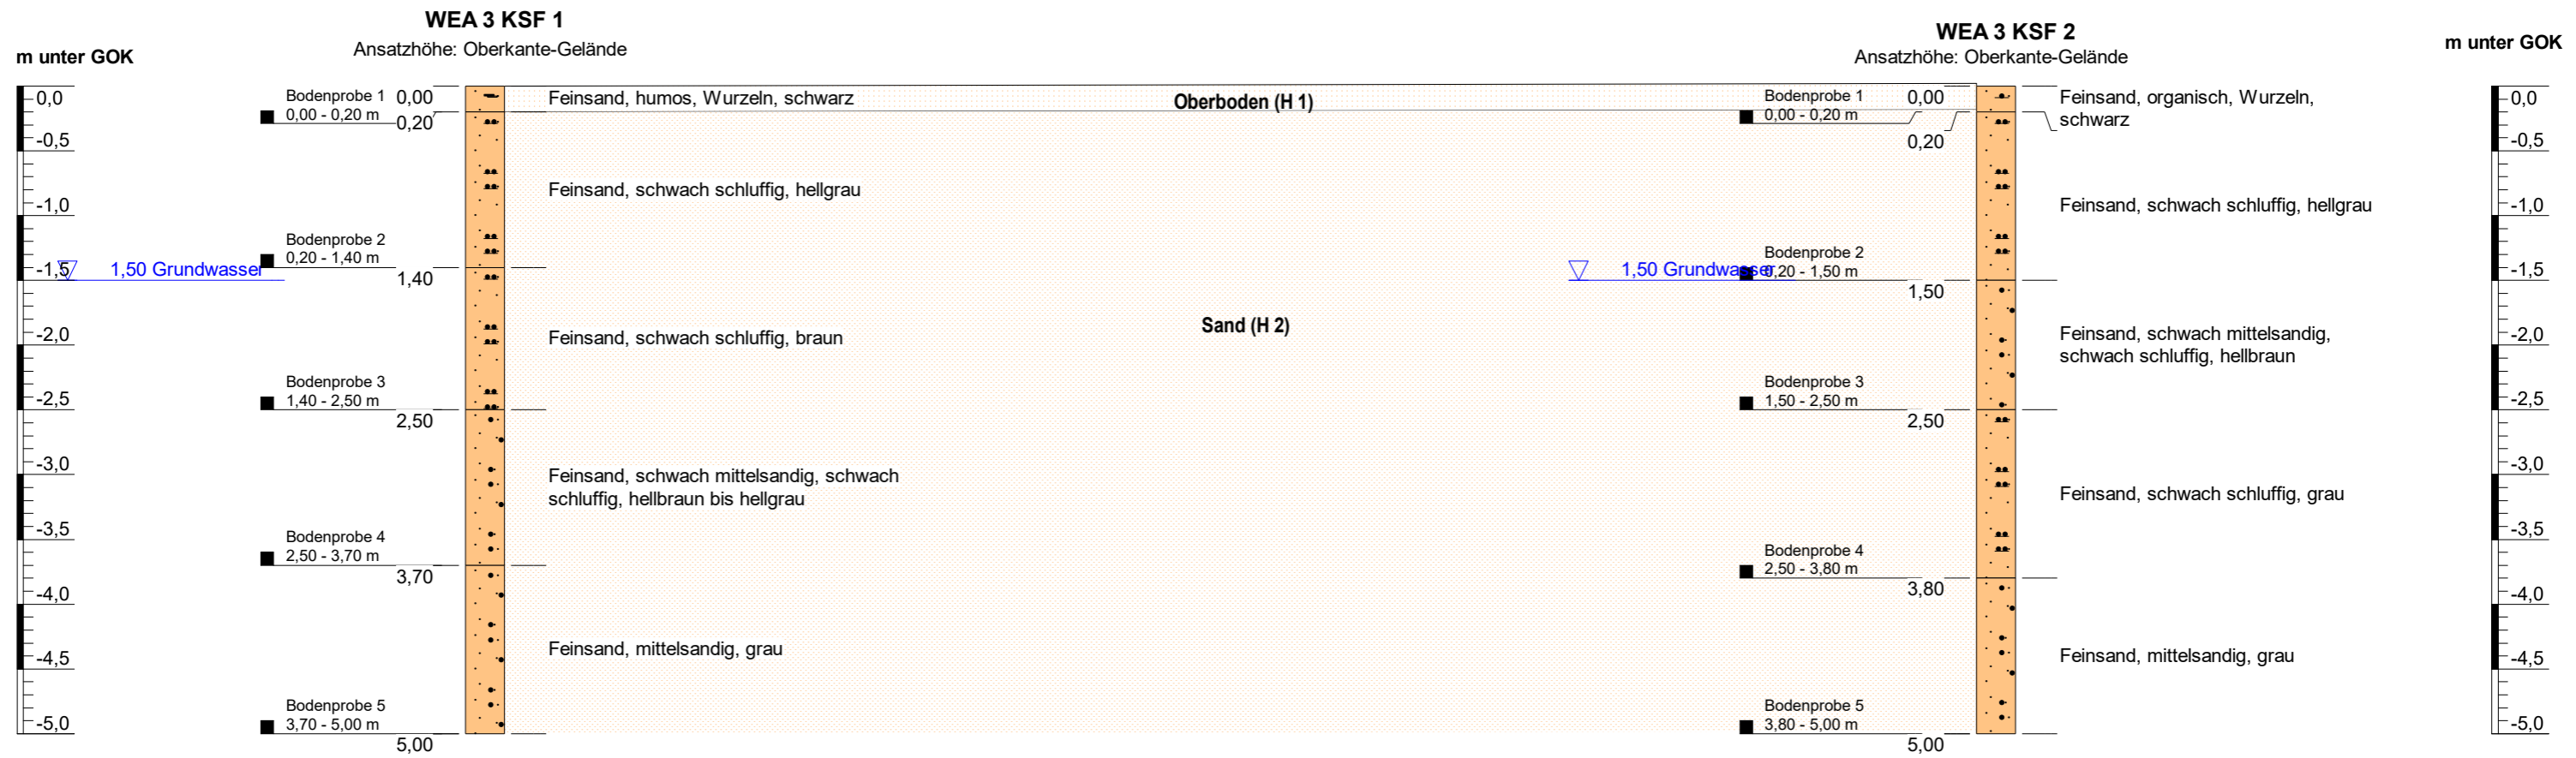 WEA 3 KSF 1
Ansatzhöhe: Oberkante-Gelände
m unter GOK
0,0
-0,5
-1,0
-1,5
-2,0
-2,5
-3,0
-3,5
-4,0
-4,5
-5,0
1,50 Grundwasser
Bodenprobe 1
0,00 - 0,20 m
Bodenprobe 2
0,20 - 1,40 m
Bodenprobe 3
1,40 - 2,50 m
Bodenprobe 4
2,50 - 3,70 m
Bodenprobe 5
3,70 - 5,00 m
0,00
0,20
1,40
2,50
3,70
5,00
Feinsand, humos, Wurzeln, schwarz
Feinsand, schwach schluffig, hellgrau
Feinsand, schwach schluffig, braun
Feinsand, schwach mittelsandig, schwach
schluffig, hellbraun bis hellgrau
Feinsand, mittelsandig, grau
Oberboden (H 1)
Sand (H 2)
WEA 3 KSF 2
Ansatzhöhe: Oberkante-Gelände
1,50 Grundwasser
Bodenprobe 1
0,00 - 0,20 m
Bodenprobe 2
0,20 - 1,50 m
Bodenprobe 3
1,50 - 2,50 m
Bodenprobe 4
2,50 - 3,80 m
Bodenprobe 5
3,80 - 5,00 m
0,00
0,20
1,50
2,50
3,80
5,00
Feinsand, organisch, Wurzeln,
schwarz
Feinsand, schwach schluffig, hellgrau
Feinsand, schwach mittelsandig,
schwach schluffig, hellbraun
Feinsand, schwach schluffig, grau
Feinsand, mittelsandig, grau
m unter GOK
0,0
-0,5
-1,0
-1,5
-2,0
-2,5
-3,0
-3,5
-4,0
-4,5
-5,0